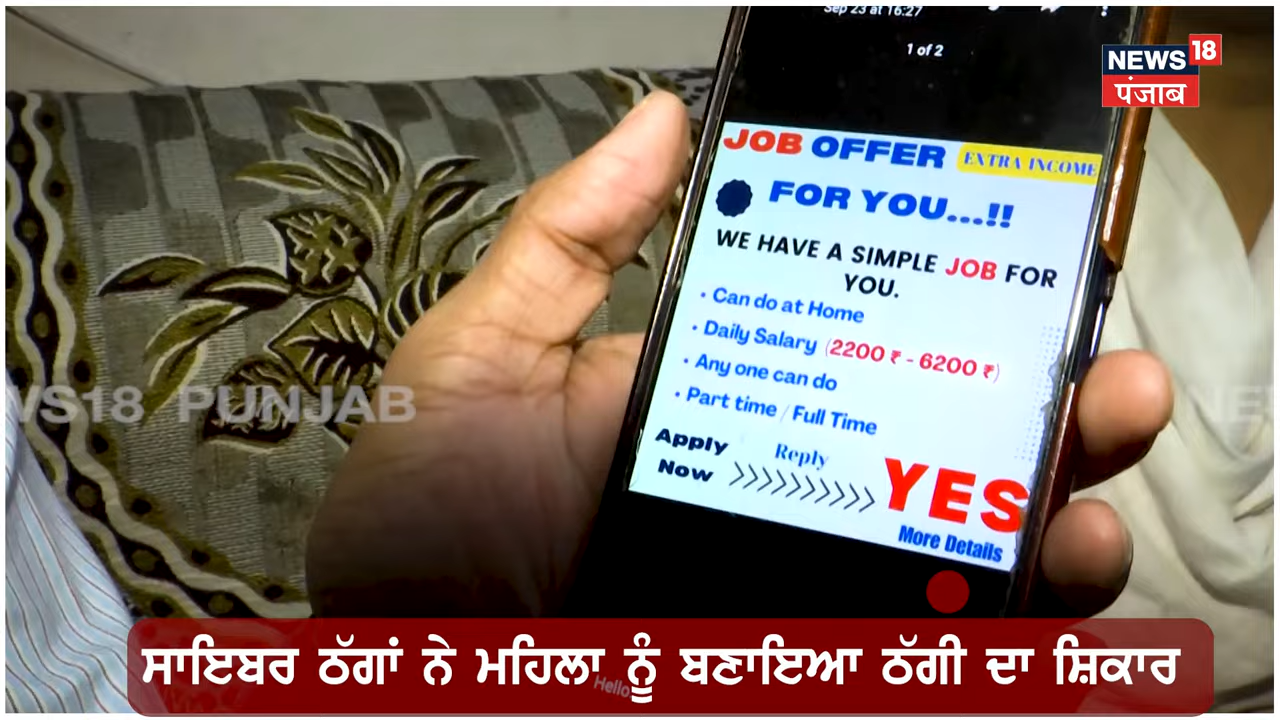 Sep 23 at 16:27
1 of 2
NEWS 18
पंजाब
JOB OFFER EXTRA INCOME
FOR YOU...!!
WE HAVE A SIMPLE JOB FOR
YOU.
• Can do at Home
• Daily Salary (2200 ₹ - 6200 ₹)
• Any one can do
• Part time / Full Time
Apply Reply
Now >>>>>>>>>> YES
More Details
WS18 PUNJAB
NE
ਸਾਇਬਰ ਠੱਗਾਂ ਨੇ ਮਹਿਲਾ ਨੂੰ ਬਣਾਇਆ ਠੱਗੀ ਦਾ ਸ਼ਿਕਾਰ
Hello